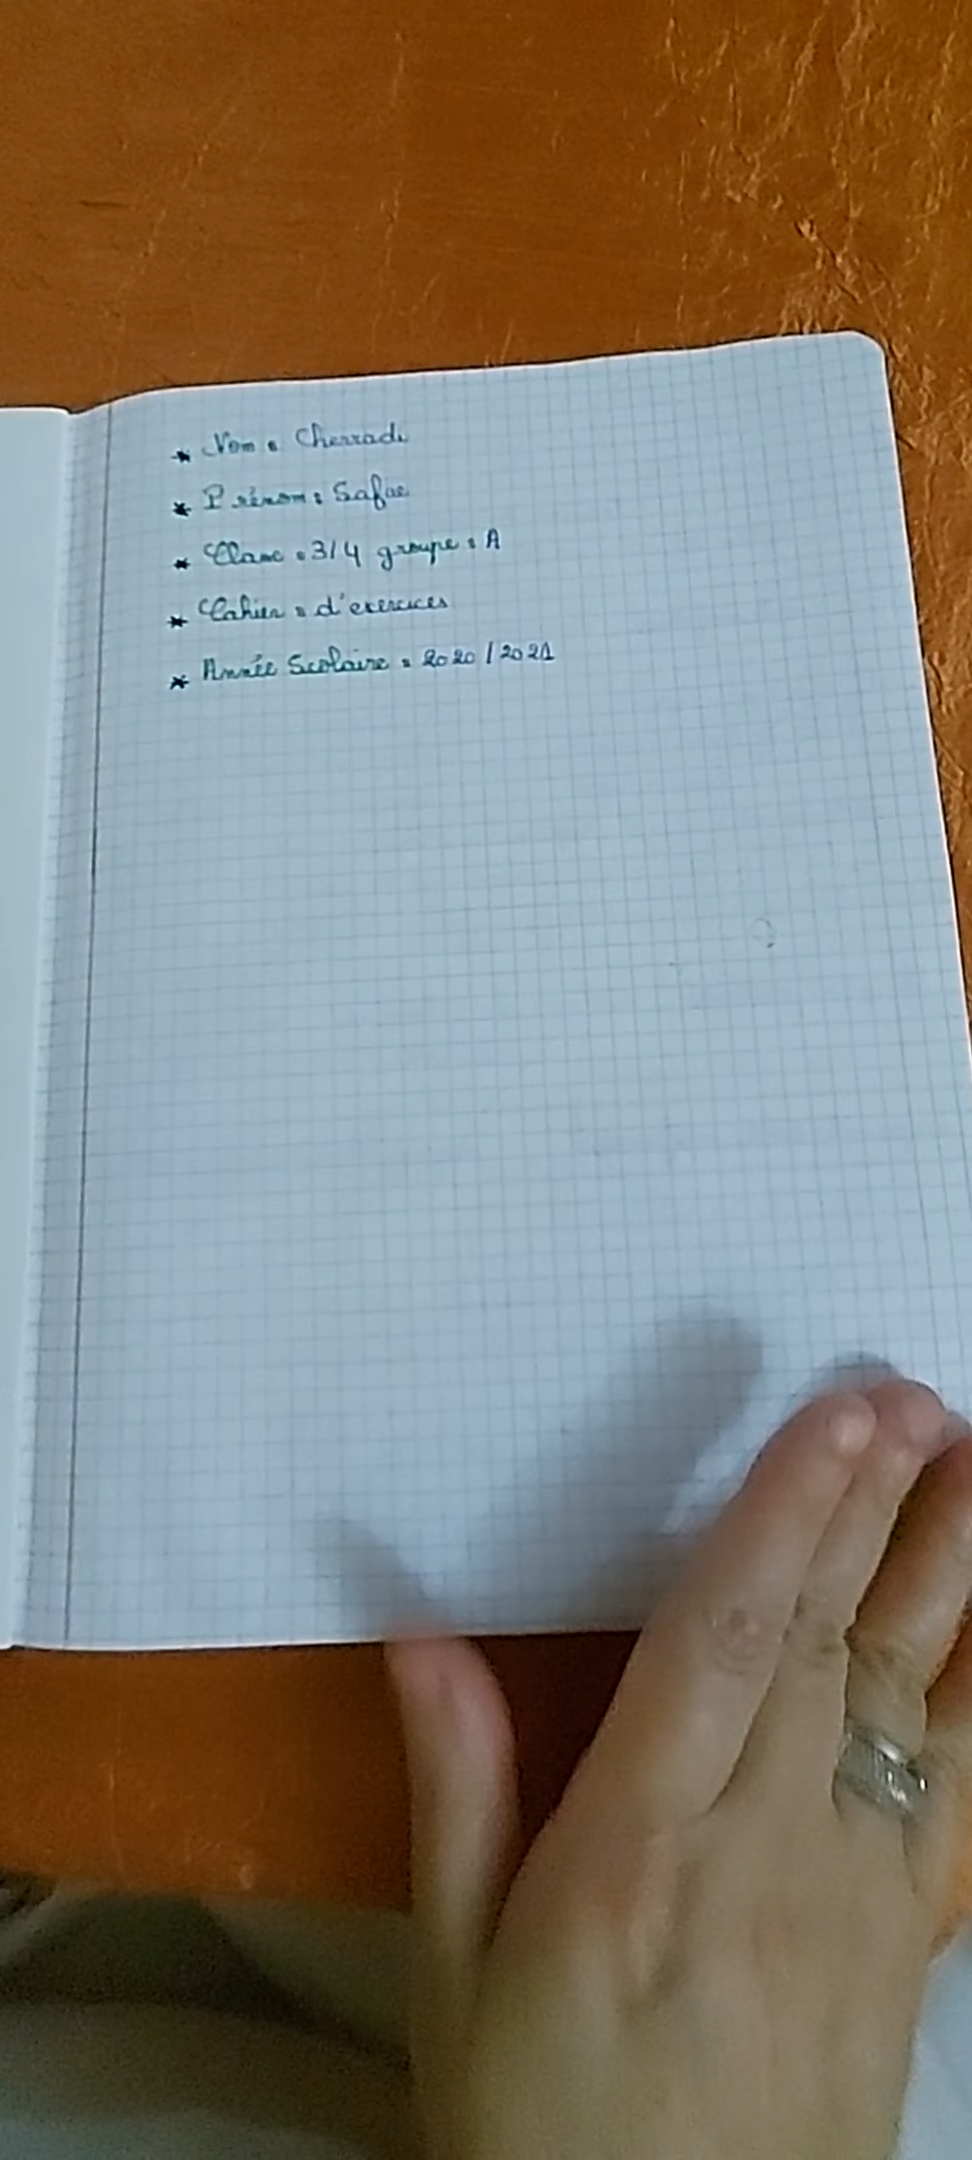 * Nom : Cherradi
* Prénom : Safae
* Classe : 3/4 groupe : A
* Cahier : d'exercices
* Année Scolaire : 2020/2021